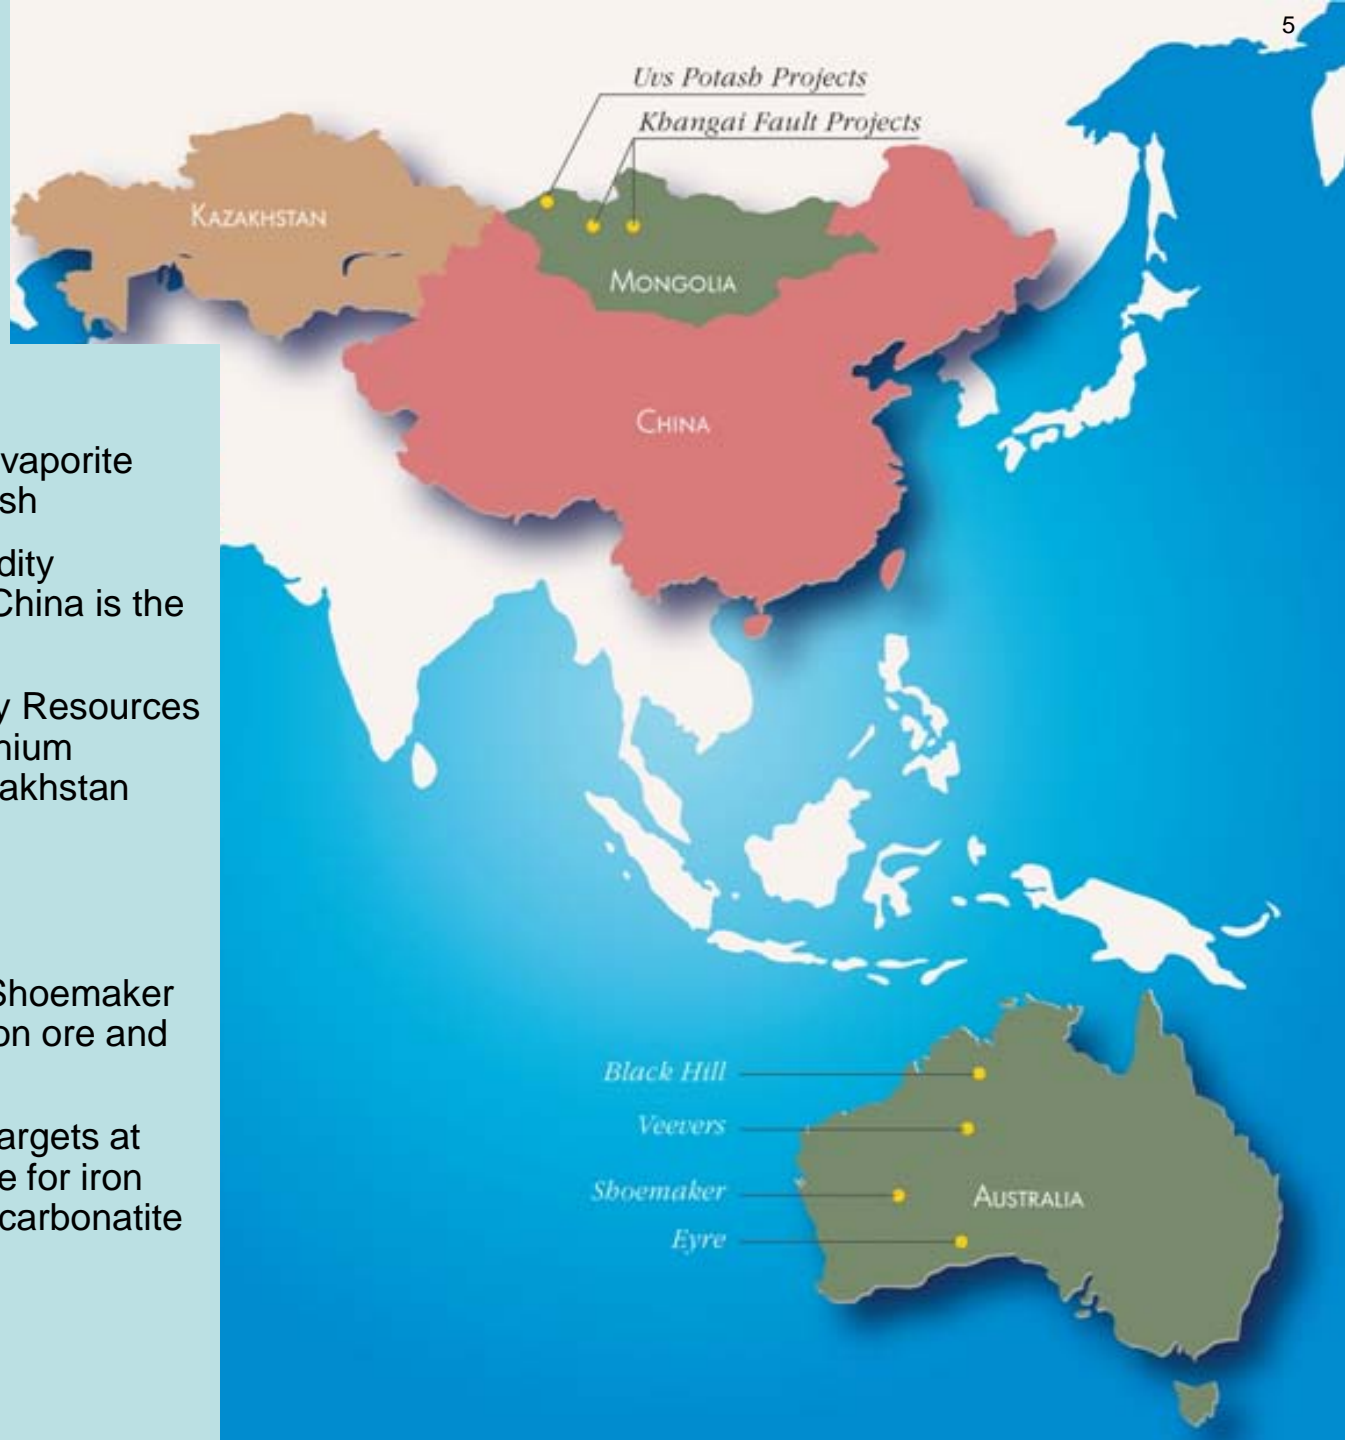 5
Uvs Potash Projects
Khangai Fault Projects
KAZAKHSTAN
MONGOLIA
CHINA
vaporite
sh
dity
China is the
y Resources
nium
akhstan
Shoemaker
on ore and
argets at
e for iron
carbonatite
Black Hill
Veevers
Shoemaker
Eyre
AUSTRALIA